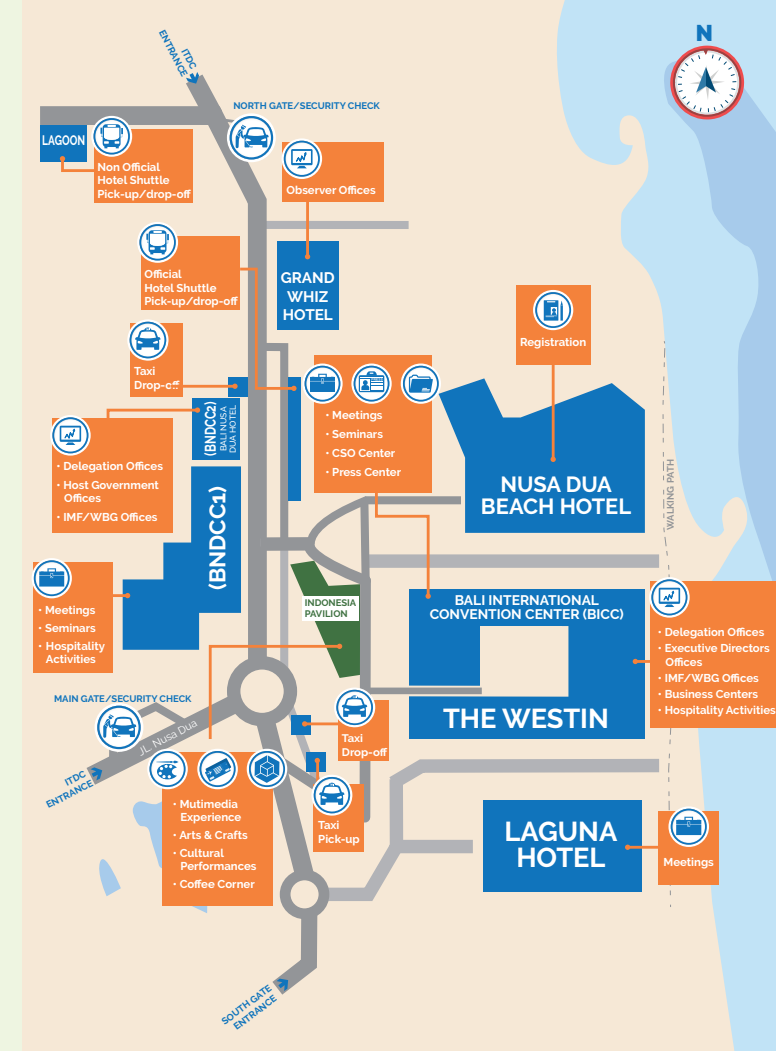 N
ITDC
ENTRANCE
NORTH GATE/SECURITY CHECK
LAGOON
Non Official
Hotel Shuttle
Pick-up/drop-off
Observer Offices
Official
Hotel Shuttle
Pick-up/drop-off
GRAND
WHIZ
HOTEL
Registration
Taxi
Drop-off
(BNDCC2)
BALI NUSA
DUA HOTEL
• Meetings
• Seminars
• CSO Center
• Press Center
• Delegation Offices
• Host Government
Offices
• IMF/WBG Offices
NUSA DUA
BEACH HOTEL
WALKING PATH
(BNDCC1)
• Meetings
• Seminars
• Hospitality
Activities
INDONESIA
PAVILION
BALI INTERNATIONAL
CONVENTION CENTER (BICC)
THE WESTIN
• Delegation Offices
• Executive Directors
Offices
• IMF/WBG Offices
• Business Centers
• Hospitality Activities
MAIN GATE/SECURITY CHECK
JL. Nusa Dua
ITDC
ENTRANCE
Taxi
Drop-off
Taxi
Pick-up
• Mutimedia
Experience
• Arts & Crafts
• Cultural
Performances
• Coffee Corner
LAGUNA
HOTEL
Meetings
SOUTH GATE
ENTRANCE